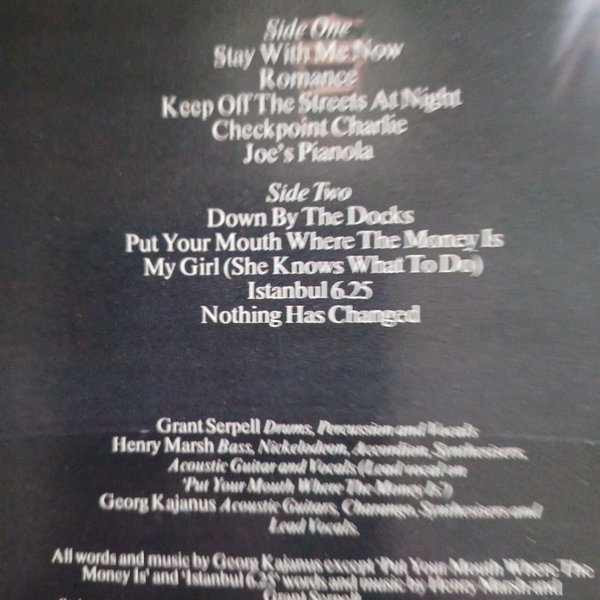 Side One
Stay With Me Now
Romance
Keep Off The Streets At Night
Checkpoint Charlie
Joe's Pianola
Side Two
Down By The Docks
Put Your Mouth Where The Money Is
My Girl (She Knows What To Do)
Istanbul 6.25
Nothing Has Changed
Grant Serpell Drums, Percussion and Vocals
Henry Marsh Bass, Nickelodeon, Accordion, Synthesisers,
Acoustic Guitar and Vocals (Lead vocal on
'Put Your Mouth Where The Money Is')
Georg Kajanus Acoustic Guitars, Charango, Synthesisers and
Lead Vocals.
All words and music by Georg Kajanus except 'Put Your Mouth Where The
Money Is' and 'Istanbul 6.25' words and music by Henry Marsh and
Grant Serpell